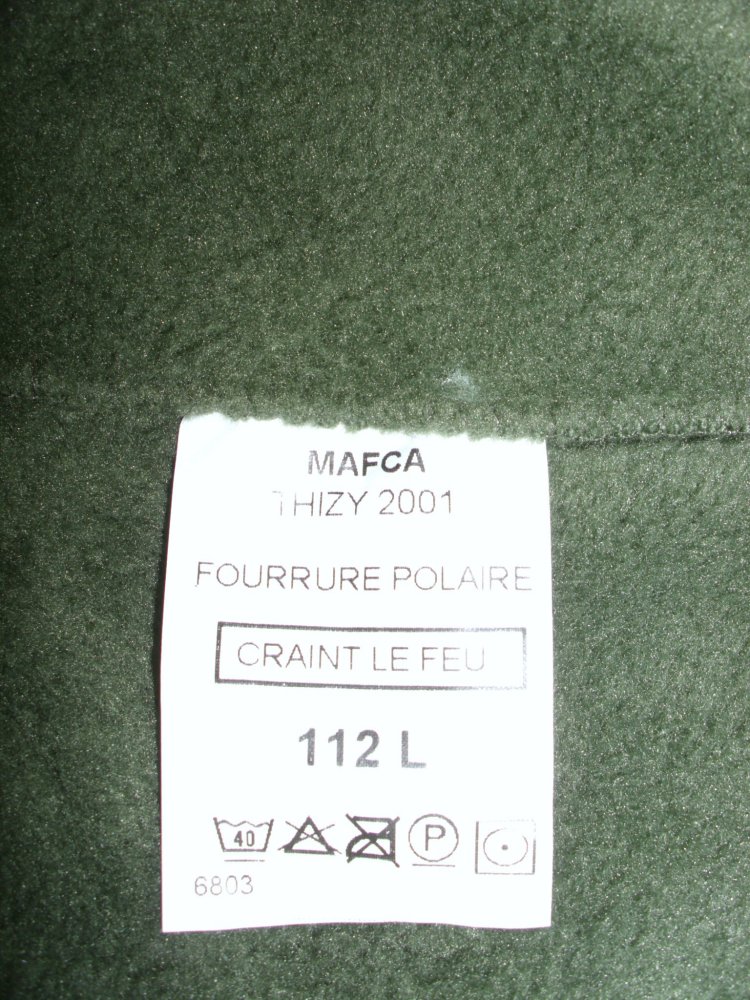 MAFCA
THIZY 2001
FOURRURE POLAIRE
CRAINT LE FEU
112 L
40 P
6803